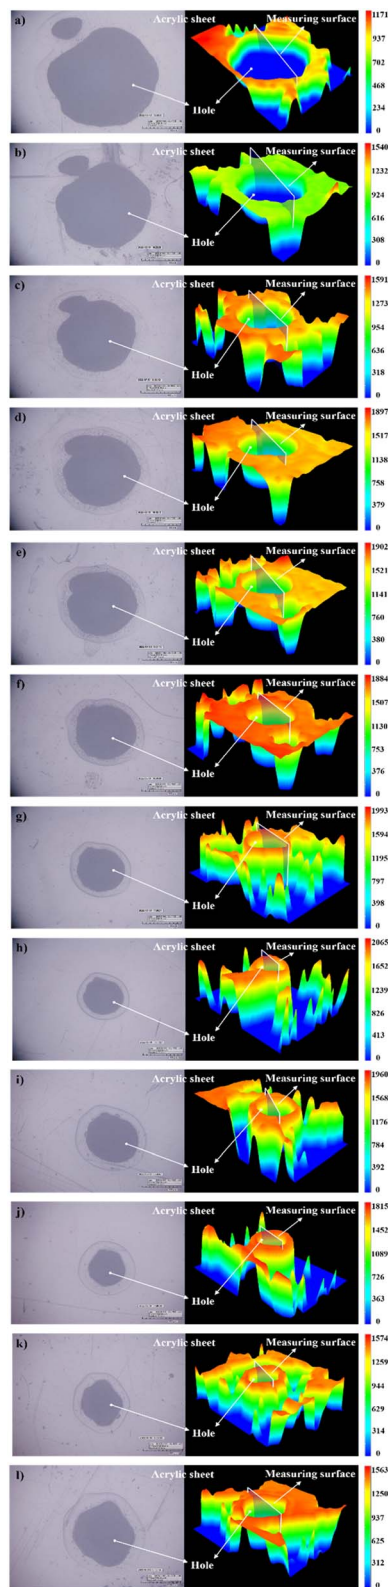 a) Acrylic sheet Measuring surface 1171
937
702
468
234
Hole 0
b) Acrylic sheet Measuring surface 1540
1232
924
616
308
Hole 0
c) Acrylic sheet Measuring surface 1591
1273
954
636
318
Hole 0
d) Acrylic sheet Measuring surface 1897
1517
1138
758
379
Hole 0
e) Acrylic sheet Measuring surface 1902
1521
1141
760
380
Hole 0
f) Acrylic sheet Measuring surface 1884
1507
1130
753
376
Hole 0
g) Acrylic sheet Measuring surface 1993
1594
1195
797
398
Hole 0
h) Acrylic sheet Measuring surface 2065
1652
1239
826
413
Hole 0
i) Acrylic sheet Measuring surface 1960
1568
1176
784
392
Hole 0
j) Acrylic sheet Measuring surface 1815
1452
1089
726
363
Hole 0
k) Acrylic sheet Measuring surface 1574
1259
944
629
314
Hole 0
l) Acrylic sheet Measuring surface 1563
1250
937
625
312
Hole 0